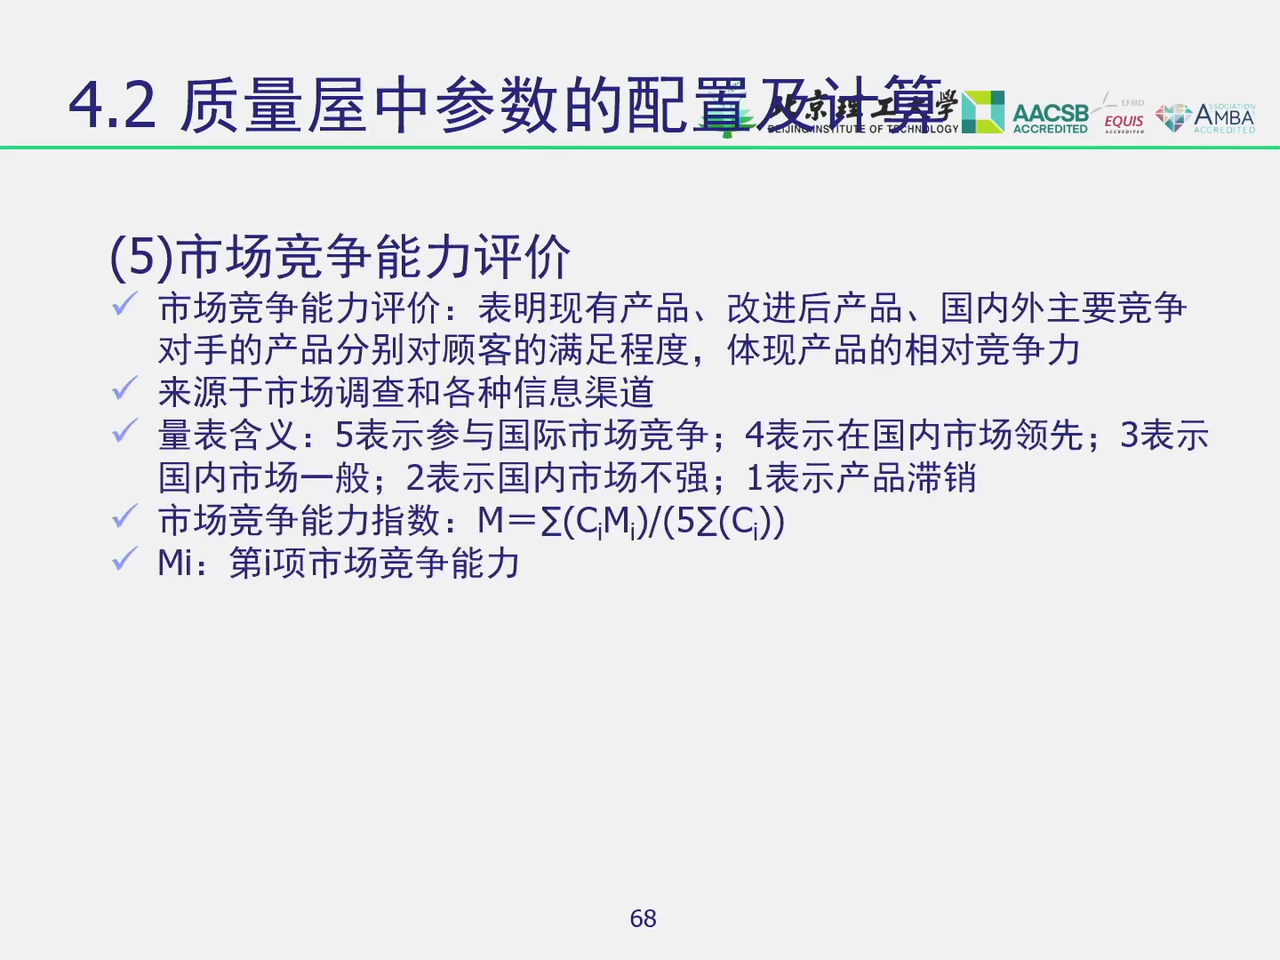 4.2 质量屋中参数的配置及计算
北京理工大学
BEIJING INSTITUTE OF TECHNOLOGY
AACSB
ACCREDITED
EFMD
EQUIS
ACCREDITED
ASSOCIATION
AMBA
ACCREDITED
(5)市场竞争能力评价
市场竞争能力评价：表明现有产品、改进后产品、国内外主要竞争
对手的产品分别对顾客的满足程度，体现产品的相对竞争力
来源于市场调查和各种信息渠道
量表含义：5表示参与国际市场竞争；4表示在国内市场领先；3表示
国内市场一般；2表示国内市场不强；1表示产品滞销
市场竞争能力指数：M＝∑(CiMi)/(5∑(Ci))
Mi：第i项市场竞争能力
68